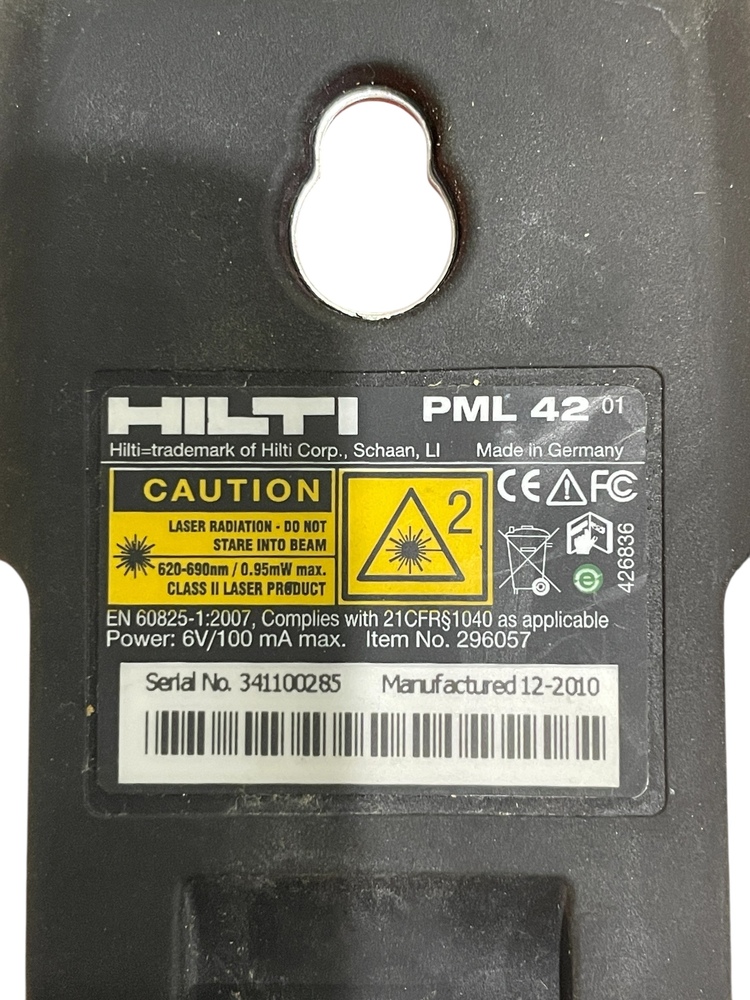 HILTI PML 42 01
Hilti=trademark of Hilti Corp., Schaan, LI Made in Germany
CAUTION
LASER RADIATION - DO NOT
STARE INTO BEAM
620-690nm / 0.95mW max.
CLASS II LASER PRODUCT
2
CE FC
e
426836
EN 60825-1:2007, Complies with 21CFR§1040 as applicable
Power: 6V/100 mA max. Item No. 296057
Serial No. 341100285 Manufactured 12-2010